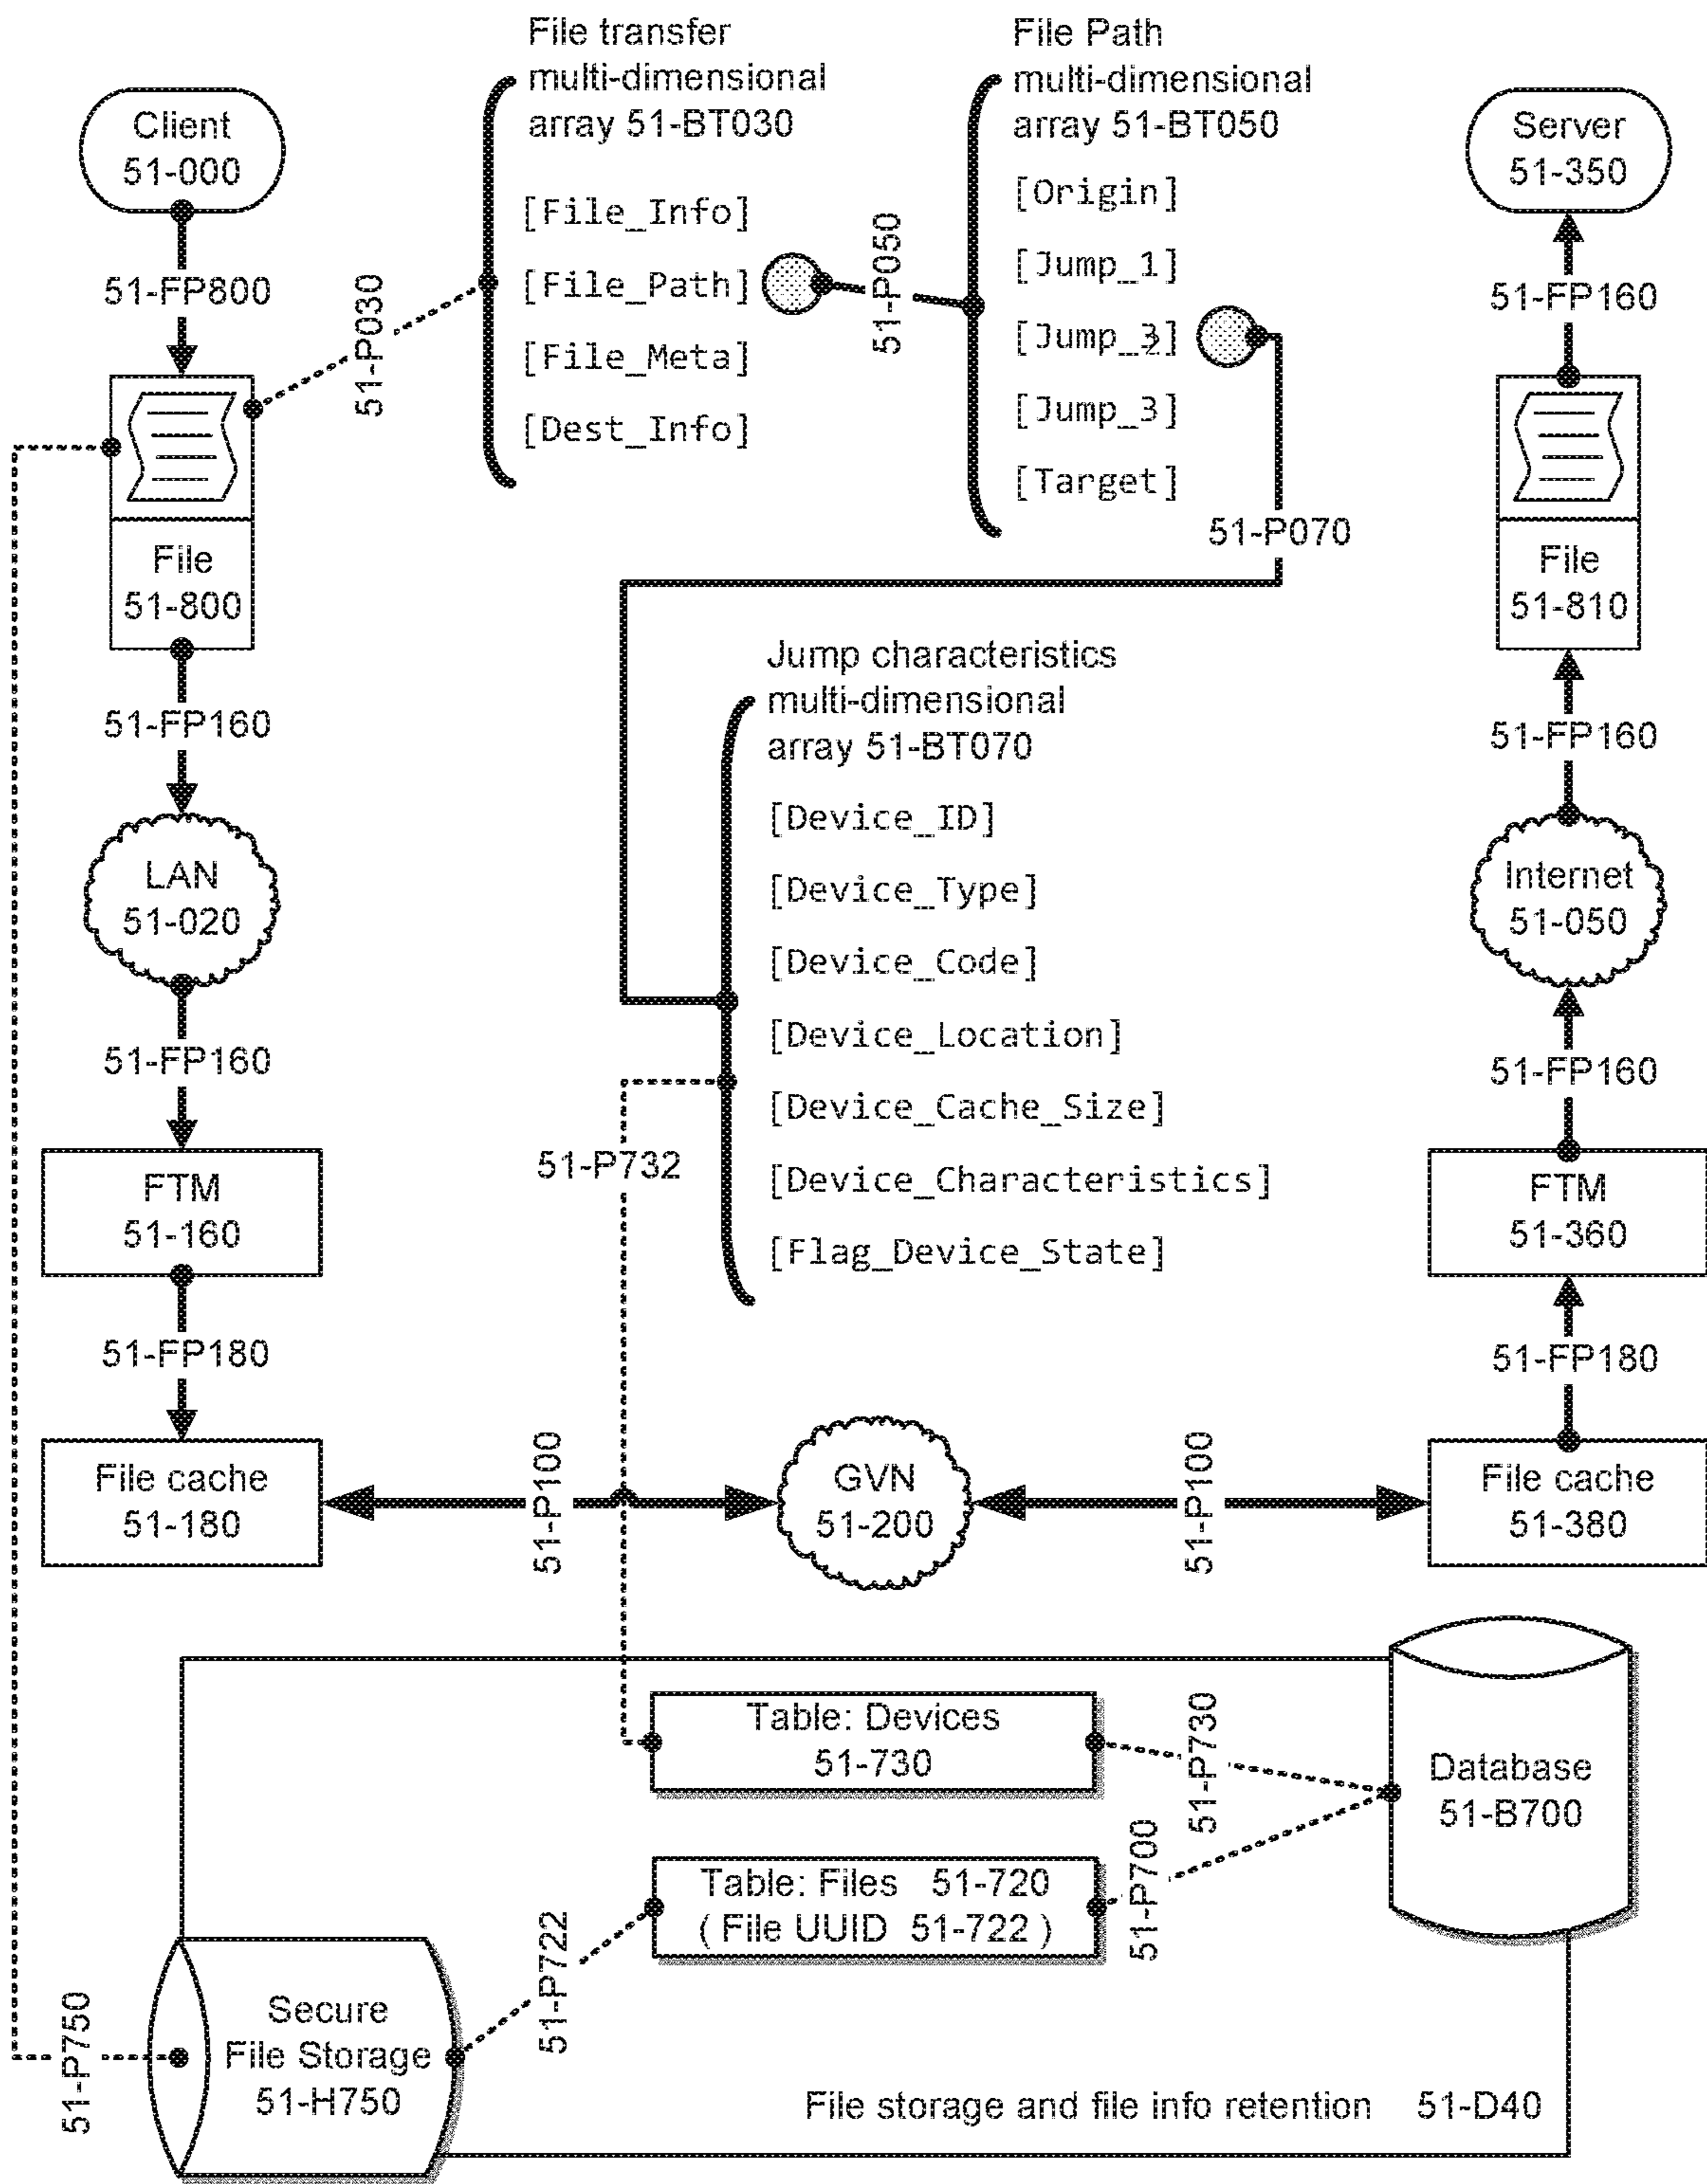 File transfer
multi-dimensional
array 51-BT030
[File_Info]
[File_Path]
[File_Meta]
[Dest_Info]
File Path
multi-dimensional
array 51-BT050
[Origin]
[Jump_1]
[Jump_2]
[Jump_3]
[Target]
Client
51-000
51-FP800
51-P030
51-P050
51-P070
File
51-800
51-FP160
LAN
51-020
51-FP160
FTM
51-160
51-FP180
File cache
51-180
Jump characteristics
multi-dimensional
array 51-BT070
[Device_ID]
[Device_Type]
[Device_Code]
[Device_Location]
[Device_Cache_Size]
[Device_Characteristics]
[Flag_Device_State]
51-P732
Server
51-350
51-FP160
File
51-810
51-FP160
Internet
51-050
51-FP160
FTM
51-360
51-FP180
File cache
51-380
51-P100
GVN
51-200
51-P100
Table: Devices
51-730
51-P730
Database
51-B700
Table: Files 51-720
( File UUID 51-722 )
51-P700
51-P722
51-P750
Secure
File Storage
51-H750
File storage and file info retention 51-D40